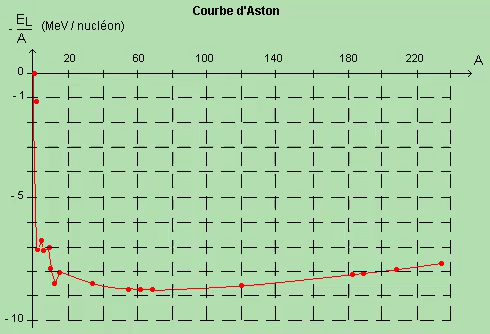 Courbe d'Aston
- EL/A (MeV / nucléon)
20 60 100 140 180 220 A
0
- 1
- 5
- 10